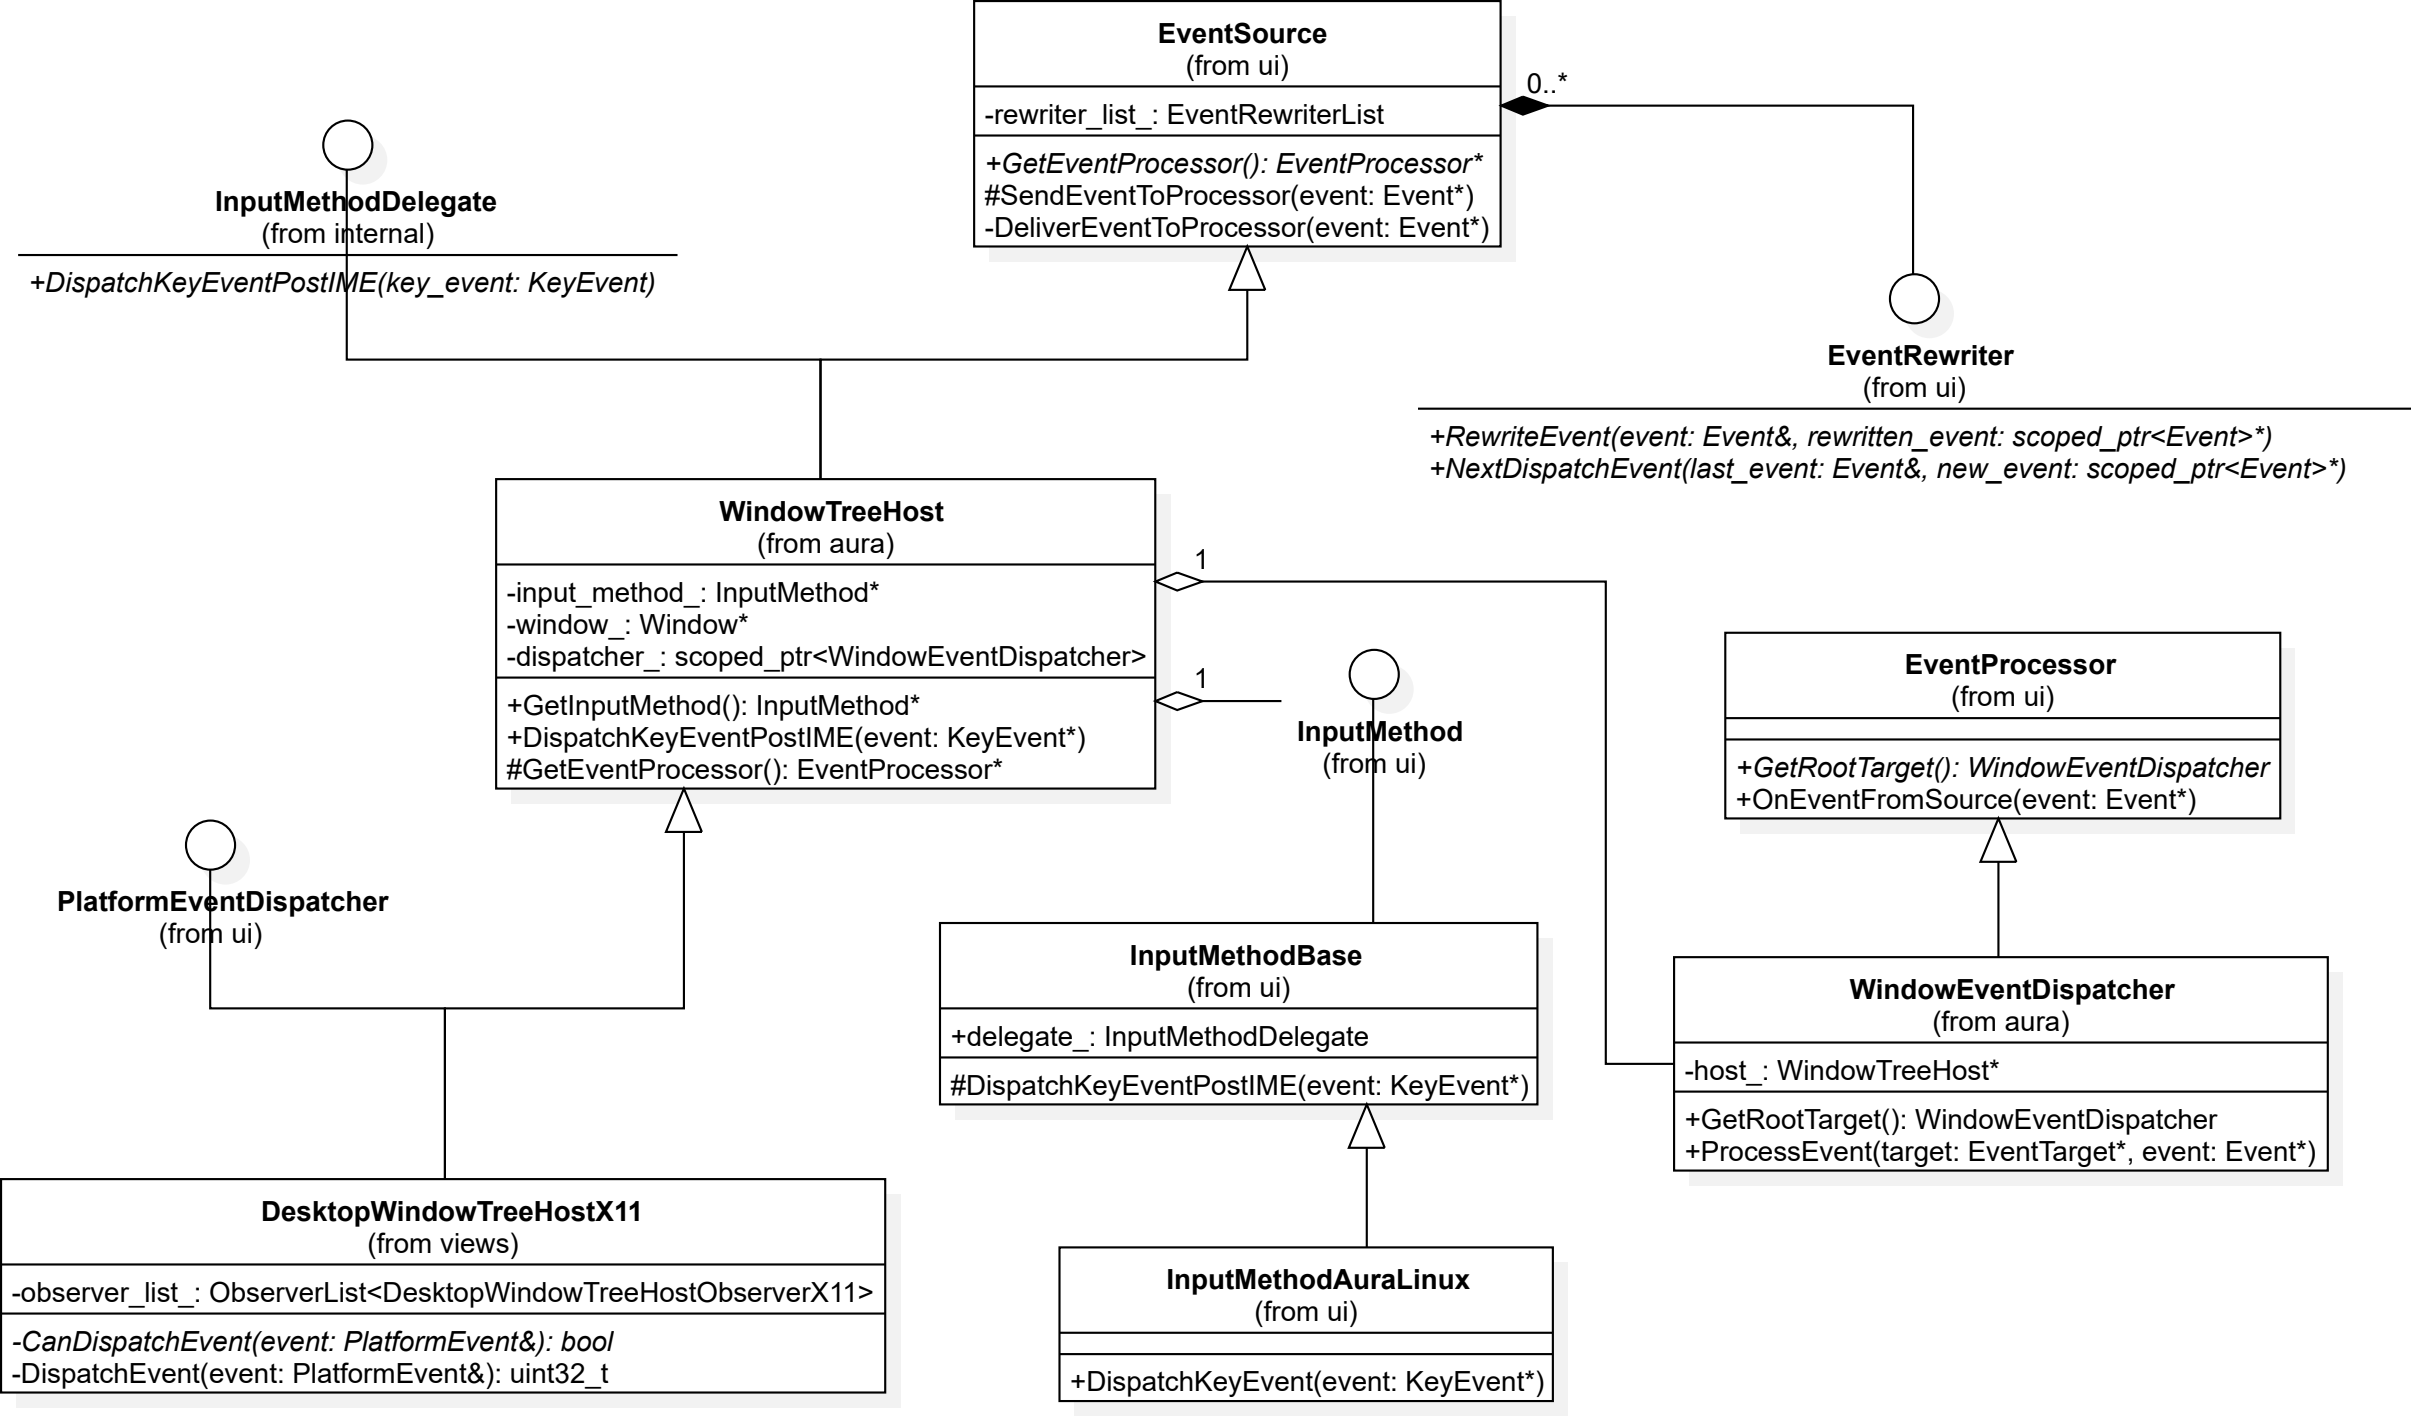 EventSource
(from ui)
-rewriter_list_: EventRewriterList
+GetEventProcessor(): EventProcessor*
#SendEventToProcessor(event: Event*)
-DeliverEventToProcessor(event: Event*)
0..*
InputMethodDelegate
(from internal)
+DispatchKeyEventPostIME(key_event: KeyEvent)
EventRewriter
(from ui)
+RewriteEvent(event: Event&, rewritten_event: scoped_ptr<Event>*)
+NextDispatchEvent(last_event: Event&, new_event: scoped_ptr<Event>*)
WindowTreeHost
(from aura)
-input_method_: InputMethod*
-window_: Window*
-dispatcher_: scoped_ptr<WindowEventDispatcher>
+GetInputMethod(): InputMethod*
+DispatchKeyEventPostIME(event: KeyEvent*)
#GetEventProcessor(): EventProcessor*
1
1
InputMethod
(from ui)
EventProcessor
(from ui)
+GetRootTarget(): WindowEventDispatcher
+OnEventFromSource(event: Event*)
PlatformEventDispatcher
(from ui)
InputMethodBase
(from ui)
+delegate_: InputMethodDelegate
#DispatchKeyEventPostIME(event: KeyEvent*)
WindowEventDispatcher
(from aura)
-host_: WindowTreeHost*
+GetRootTarget(): WindowEventDispatcher
+ProcessEvent(target: EventTarget*, event: Event*)
DesktopWindowTreeHostX11
(from views)
-observer_list_: ObserverList<DesktopWindowTreeHostObserverX11>
-CanDispatchEvent(event: PlatformEvent&): bool
-DispatchEvent(event: PlatformEvent&): uint32_t
InputMethodAuraLinux
(from ui)
+DispatchKeyEvent(event: KeyEvent*)